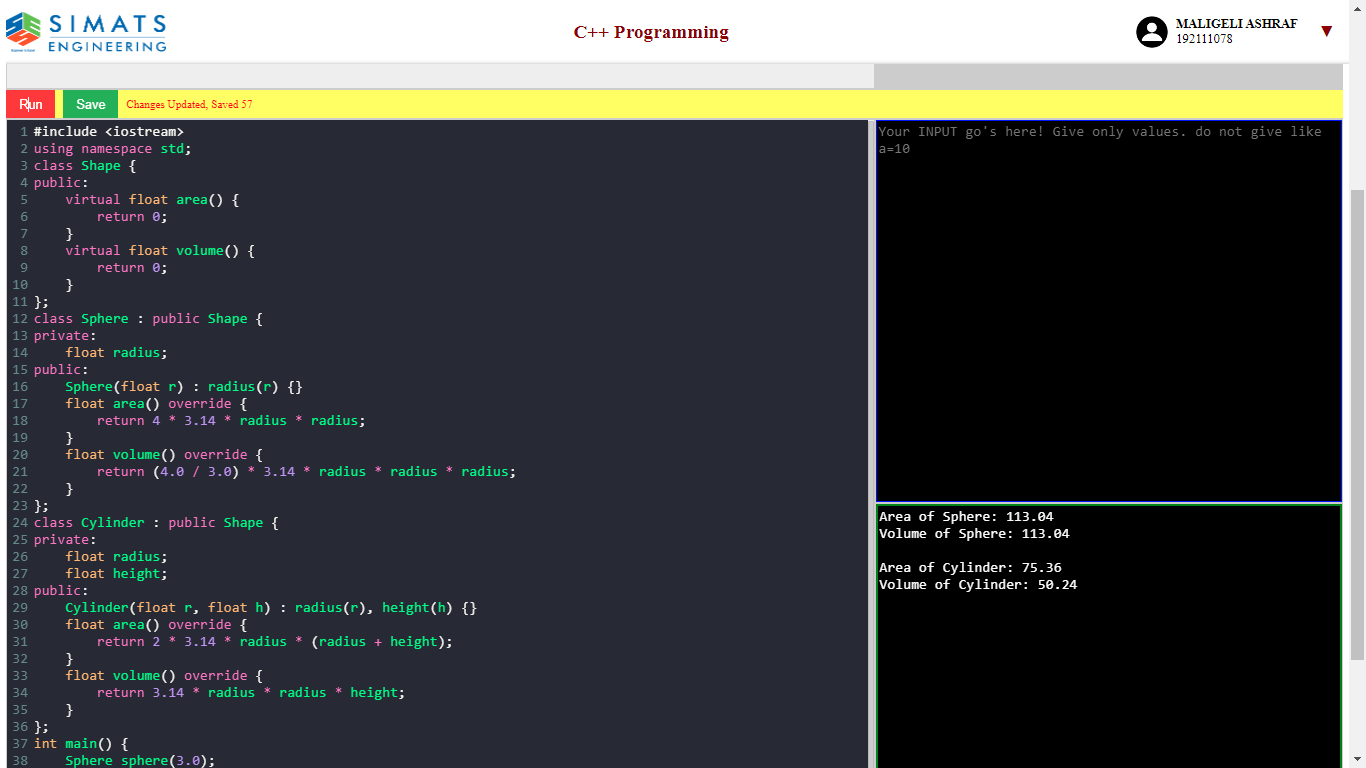 SIMATS
ENGINEERING
C++ Programming
MALIGELI ASHRAF
192111078
Run
Save
Changes Updated, Saved 57
1 #include <iostream>
2 using namespace std;
3 class Shape {
4 public:
5     virtual float area() {
6         return 0;
7     }
8     virtual float volume() {
9         return 0;
10     }
11 };
12 class Sphere : public Shape {
13 private:
14     float radius;
15 public:
16     Sphere(float r) : radius(r) {}
17     float area() override {
18         return 4 * 3.14 * radius * radius;
19     }
20     float volume() override {
21         return (4.0 / 3.0) * 3.14 * radius * radius * radius;
22     }
23 };
24 class Cylinder : public Shape {
25 private:
26     float radius;
27     float height;
28 public:
29     Cylinder(float r, float h) : radius(r), height(h) {}
30     float area() override {
31         return 2 * 3.14 * radius * (radius + height);
32     }
33     float volume() override {
34         return 3.14 * radius * radius * height;
35     }
36 };
37 int main() {
38     Sphere sphere(3.0);
Your INPUT go's here! Give only values. do not give like
a=10
Area of Sphere: 113.04
Volume of Sphere: 113.04
Area of Cylinder: 75.36
Volume of Cylinder: 50.24